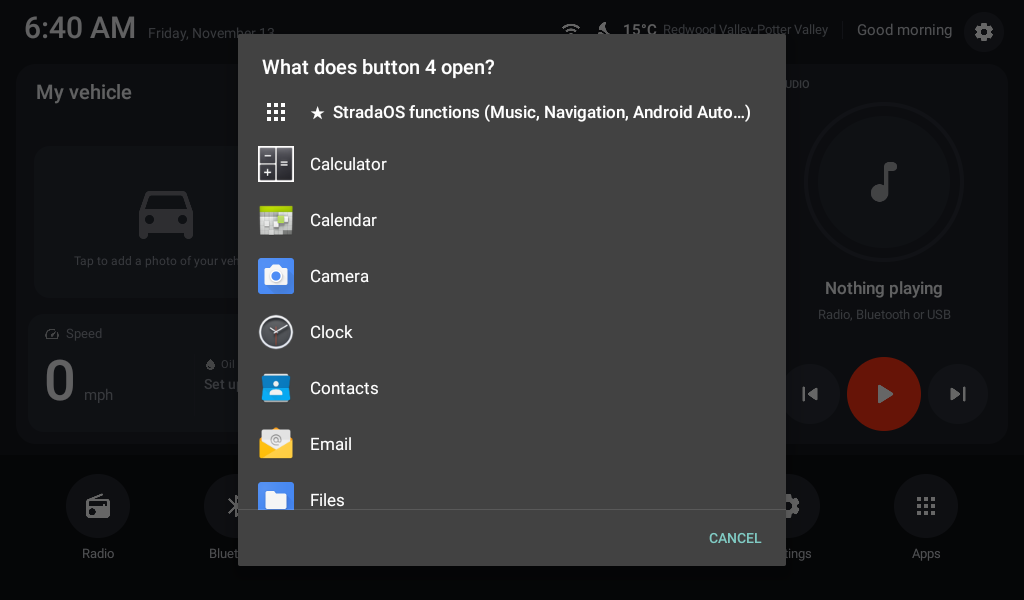 6:40 AM
Friday, November 13
15°C
Redwood Valley-Potter Valley
Good morning
My vehicle
Tap to add a photo of your veh
Speed
0 mph
Oil
Set up
What does button 4 open?
★ StradaOS functions (Music, Navigation, Android Auto…)
Calculator
Calendar
Camera
Clock
Contacts
Email
Files
CANCEL
UDIO
Nothing playing
Radio, Bluetooth or USB
Radio
Bluet
tings
Apps